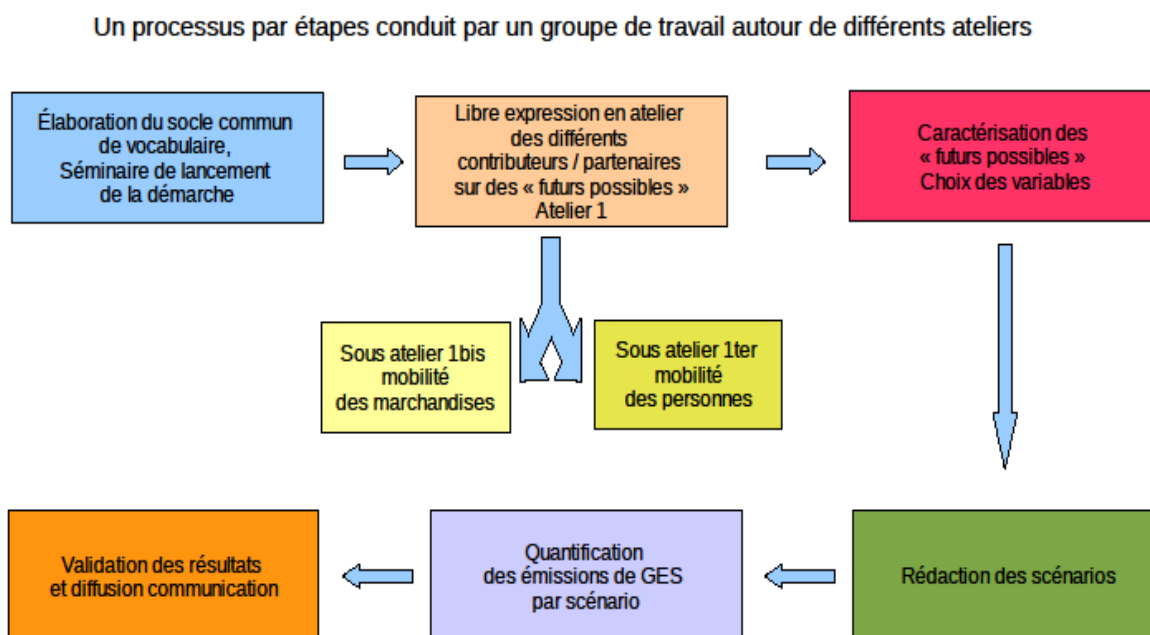 Un processus par étapes conduit par un groupe de travail autour de différents ateliers
Élaboration du socle commun
de vocabulaire,
Séminaire de lancement
de la démarche
Libre expression en atelier
des différents
contributeurs / partenaires
sur des « futurs possibles »
Atelier 1
Caractérisation des
« futurs possibles »
Choix des variables
Sous atelier 1bis
mobilité
des marchandises
Sous atelier 1ter
mobilité
des personnes
Validation des résultats
et diffusion communication
Quantification
des émissions de GES
par scénario
Rédaction des scénarios